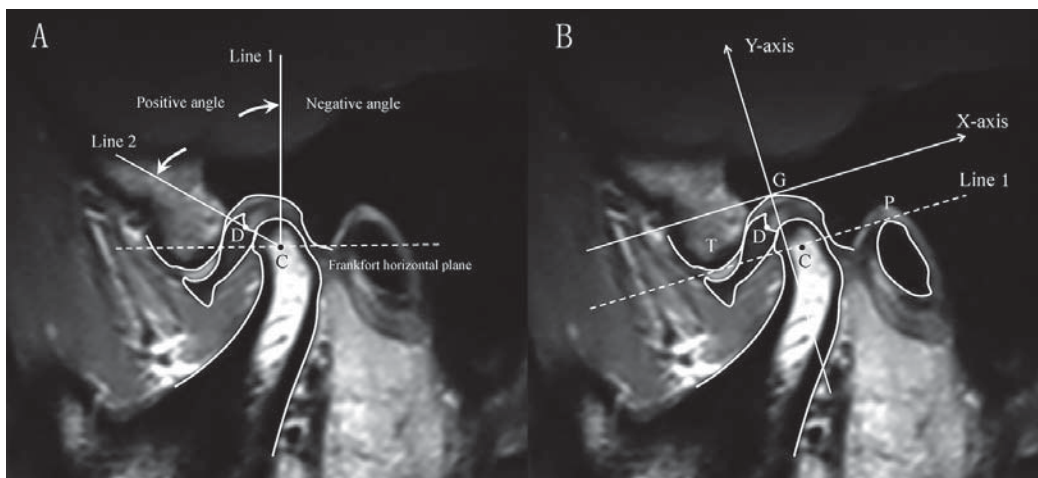 A
Line 1
Positive angle
Negative angle
Line 2
D
C
Frankfort horizontal plane
B
Y-axis
X-axis
G
Line 1
P
T
D
C